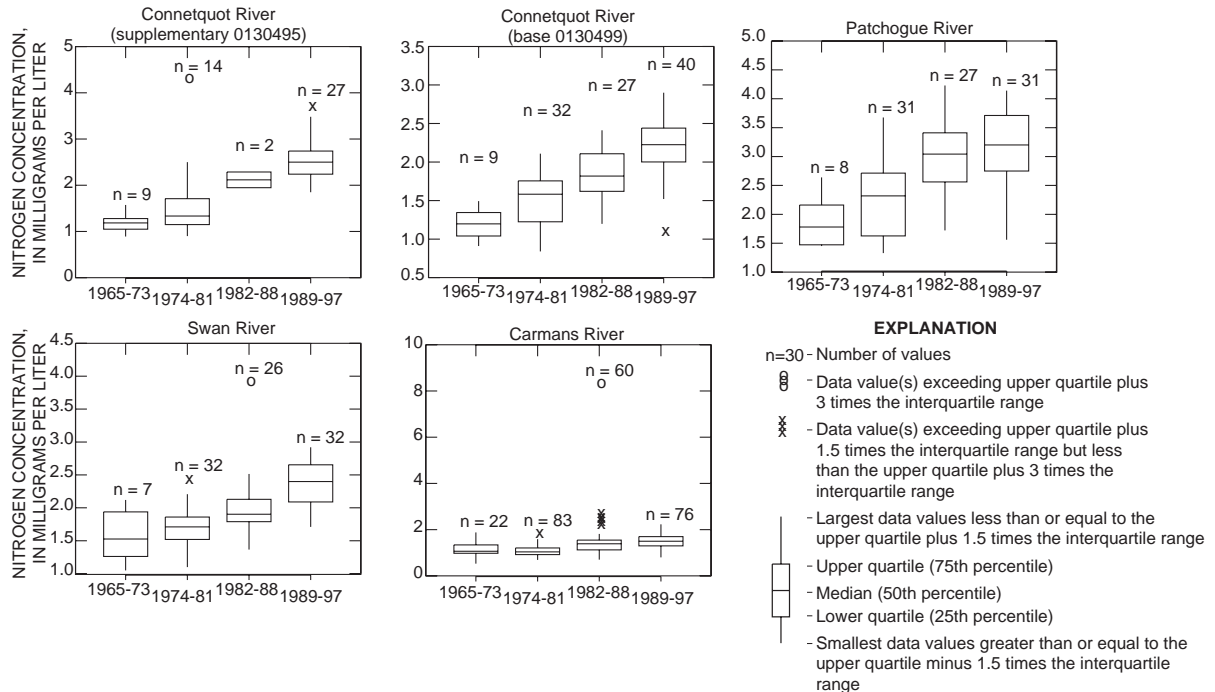 Connetquot River
(supplementary 0130495)
NITROGEN CONCENTRATION,
IN MILLIGRAMS PER LITER
5
4
3
2
1
0
n = 9
n = 14
o
n = 2
n = 27
x
1965-73
1974-81
1982-88
1989-97
Connetquot River
(base 0130499)
3.5
3.0
2.5
2.0
1.5
1.0
0.5
n = 9
n = 32
n = 27
n = 40
x
1965-73
1974-81
1982-88
1989-97
Patchogue River
5.0
4.5
4.0
3.5
3.0
2.5
2.0
1.5
1.0
n = 8
n = 31
n = 27
n = 31
1965-73
1974-81
1982-88
1989-97
Swan River
NITROGEN CONCENTRATION,
IN MILLIGRAMS PER LITER
4.5
4.0
3.5
3.0
2.5
2.0
1.5
1.0
n = 7
n = 32
x
n = 26
o
n = 32
1965-73
1974-81
1982-88
1989-97
Carmans River
10
8
6
4
2
0
n = 22
n = 83
x
n = 60
o
x
x
x
x
n = 76
1965-73
1974-81
1982-88
1989-97
EXPLANATION
n=30 - Number of values
o
o
o
- Data value(s) exceeding upper quartile plus
3 times the interquartile range
x
x
x
x
- Data value(s) exceeding upper quartile plus
1.5 times the interquartile range but less
than the upper quartile plus 3 times the
interquartile range
- Largest data values less than or equal to the
upper quartile plus 1.5 times the interquartile range
- Upper quartile (75th percentile)
- Median (50th percentile)
- Lower quartile (25th percentile)
- Smallest data values greater than or equal to the
upper quartile minus 1.5 times the interquartile
range